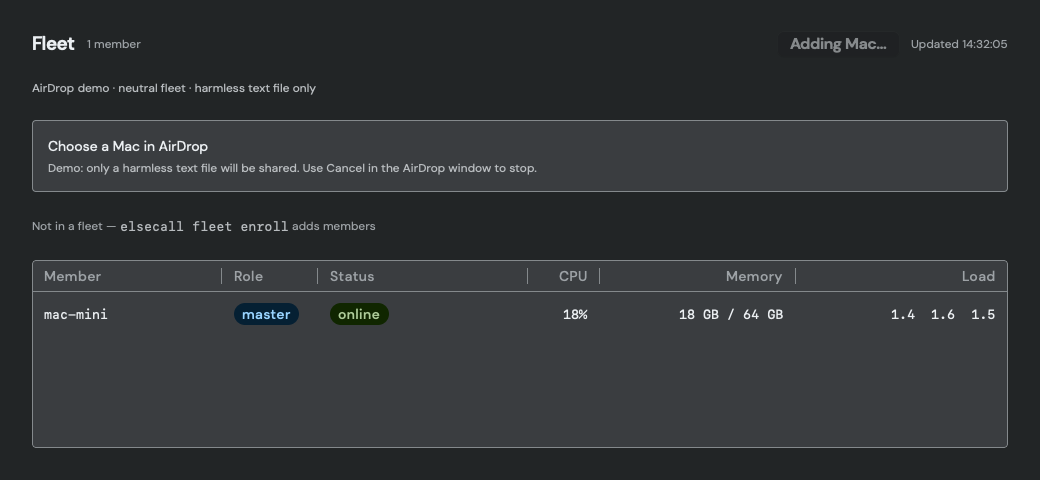 Fleet 1 member Adding Mac... Updated 14:32:05
AirDrop demo · neutral fleet · harmless text file only
Choose a Mac in AirDrop
Demo: only a harmless text file will be shared. Use Cancel in the AirDrop window to stop.
Not in a fleet — elsecall fleet enroll adds members
Member Role Status CPU Memory Load
mac-mini master online 18% 18 GB / 64 GB 1.4 1.6 1.5